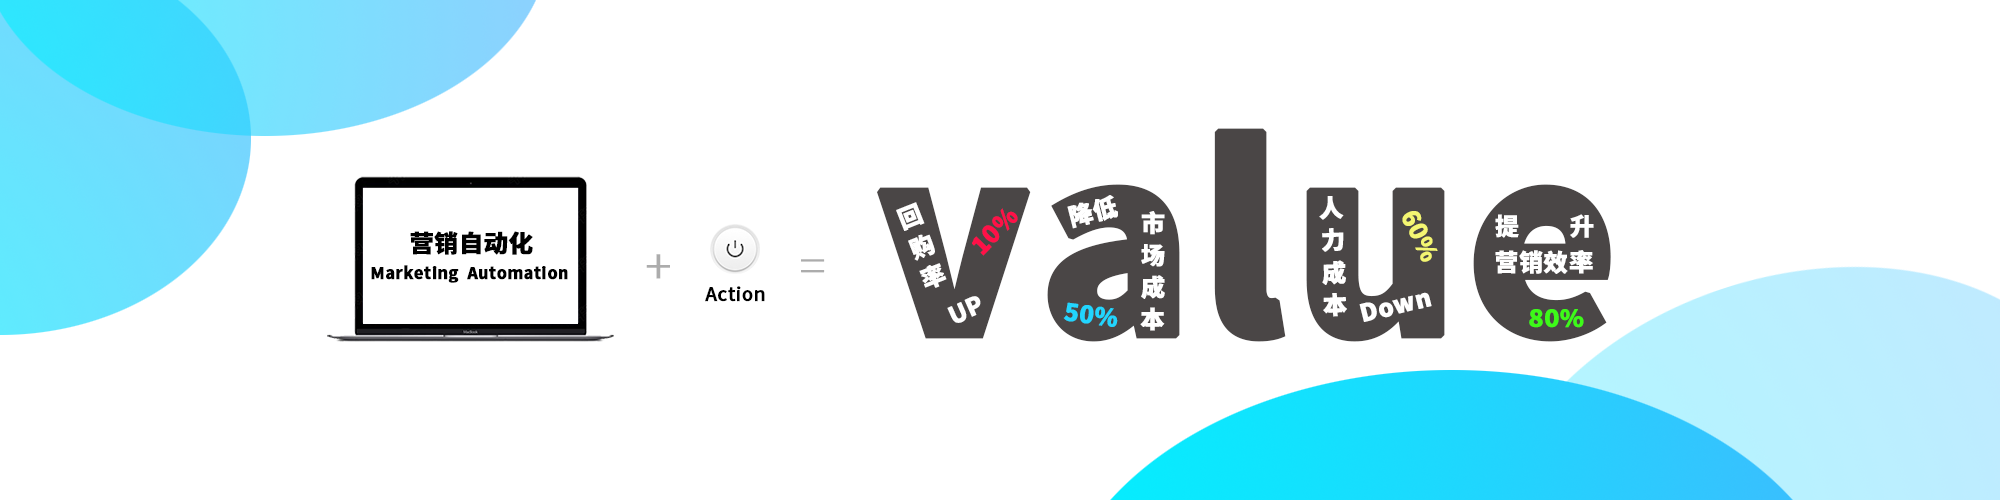 营销自动化
Marketing Automation
+
Action
=
value
回购率
10%
UP
降低
市场成本
50%
人力成本
60%
Down
提 升
营销效率
80%